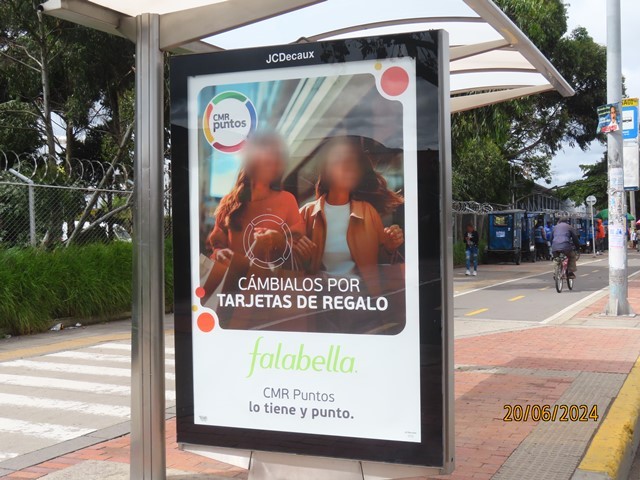 JCDecaux
CMR
puntos
CÁMBIALOS POR
TARJETAS DE REGALO
falabella.
CMR Puntos
lo tiene y punto.
20/06/2024